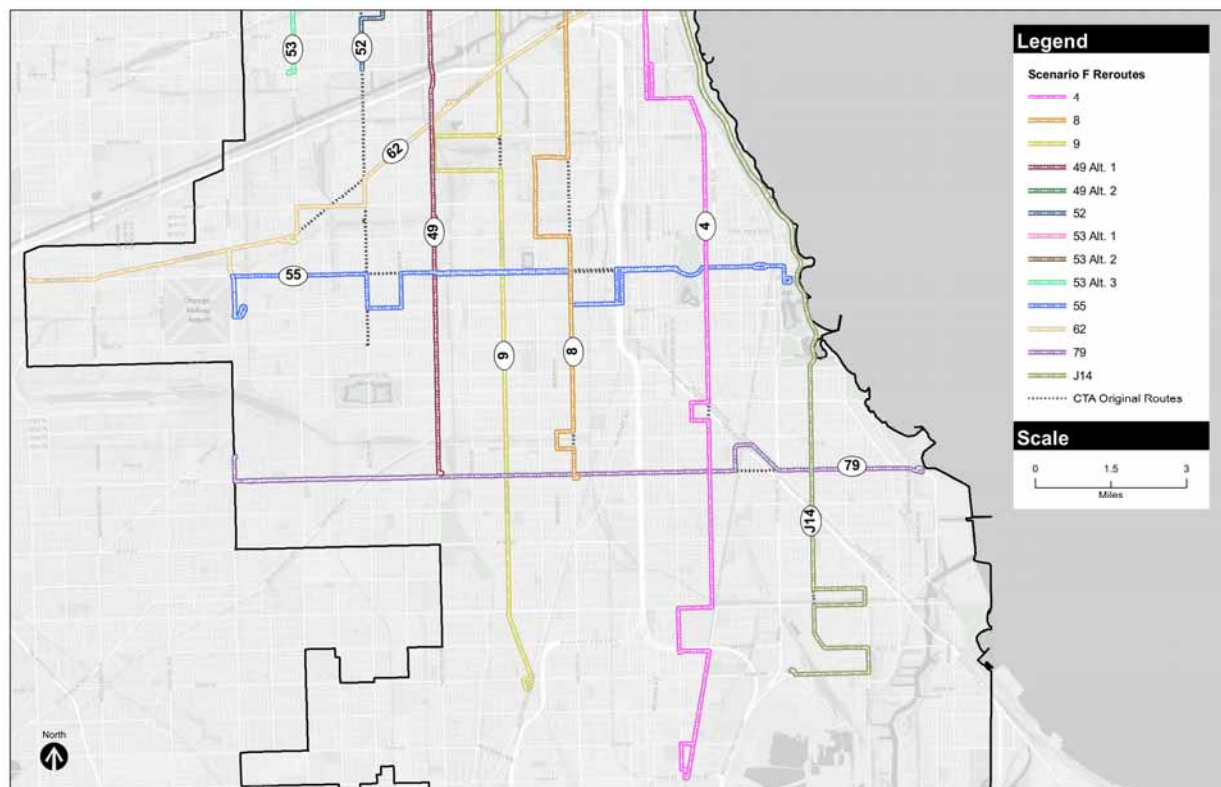 53
52
62
49
4
55
9
8
79
J14
Legend
Scenario F Reroutes
4
8
9
49 Alt. 1
49 Alt. 2
52
53 Alt. 1
53 Alt. 2
53 Alt. 3
55
62
79
J14
CTA Original Routes
Scale
0 1.5 3
Miles
North